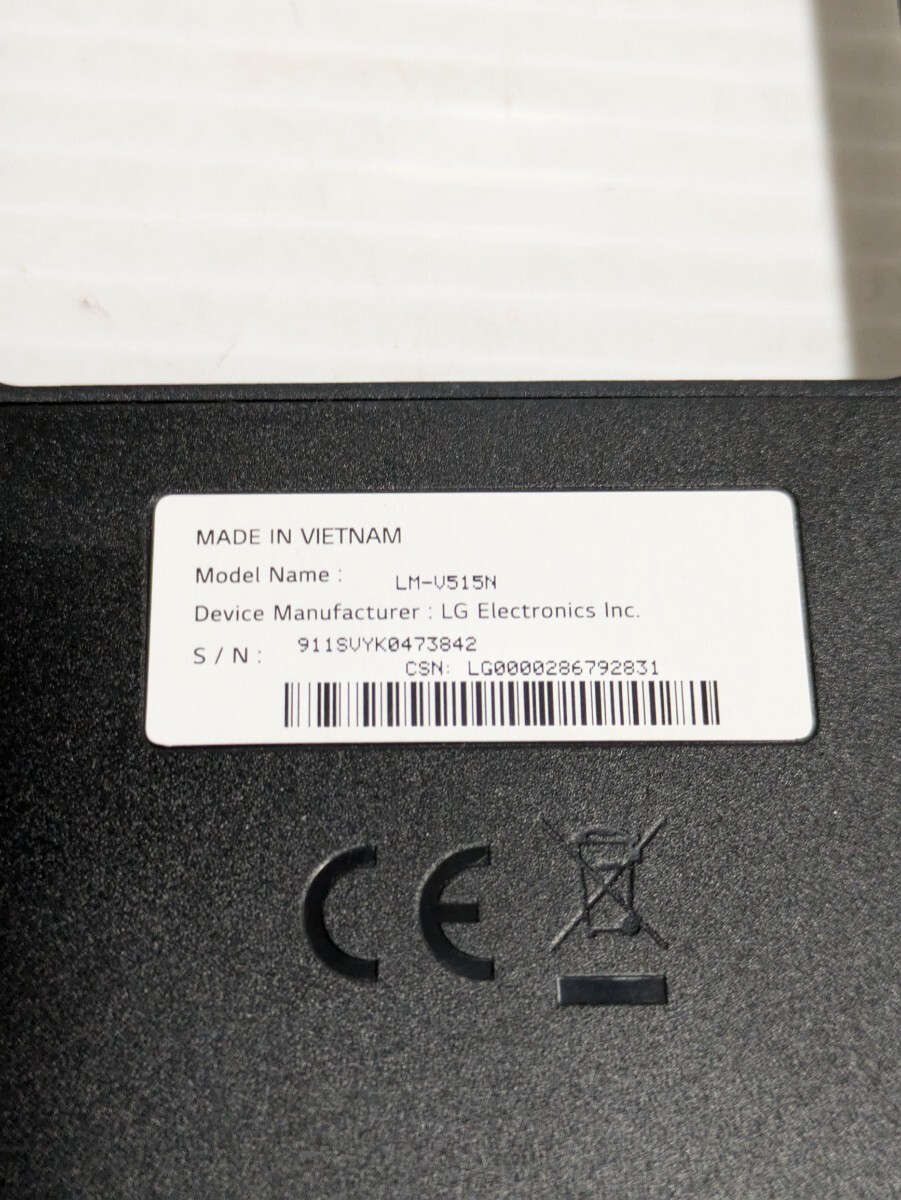 MADE IN VIETNAM
Model Name : LM-V515N
Device Manufacturer : LG Electronics Inc.
S / N : 911SVYK0473842
CSN: LG0000286792831
CE